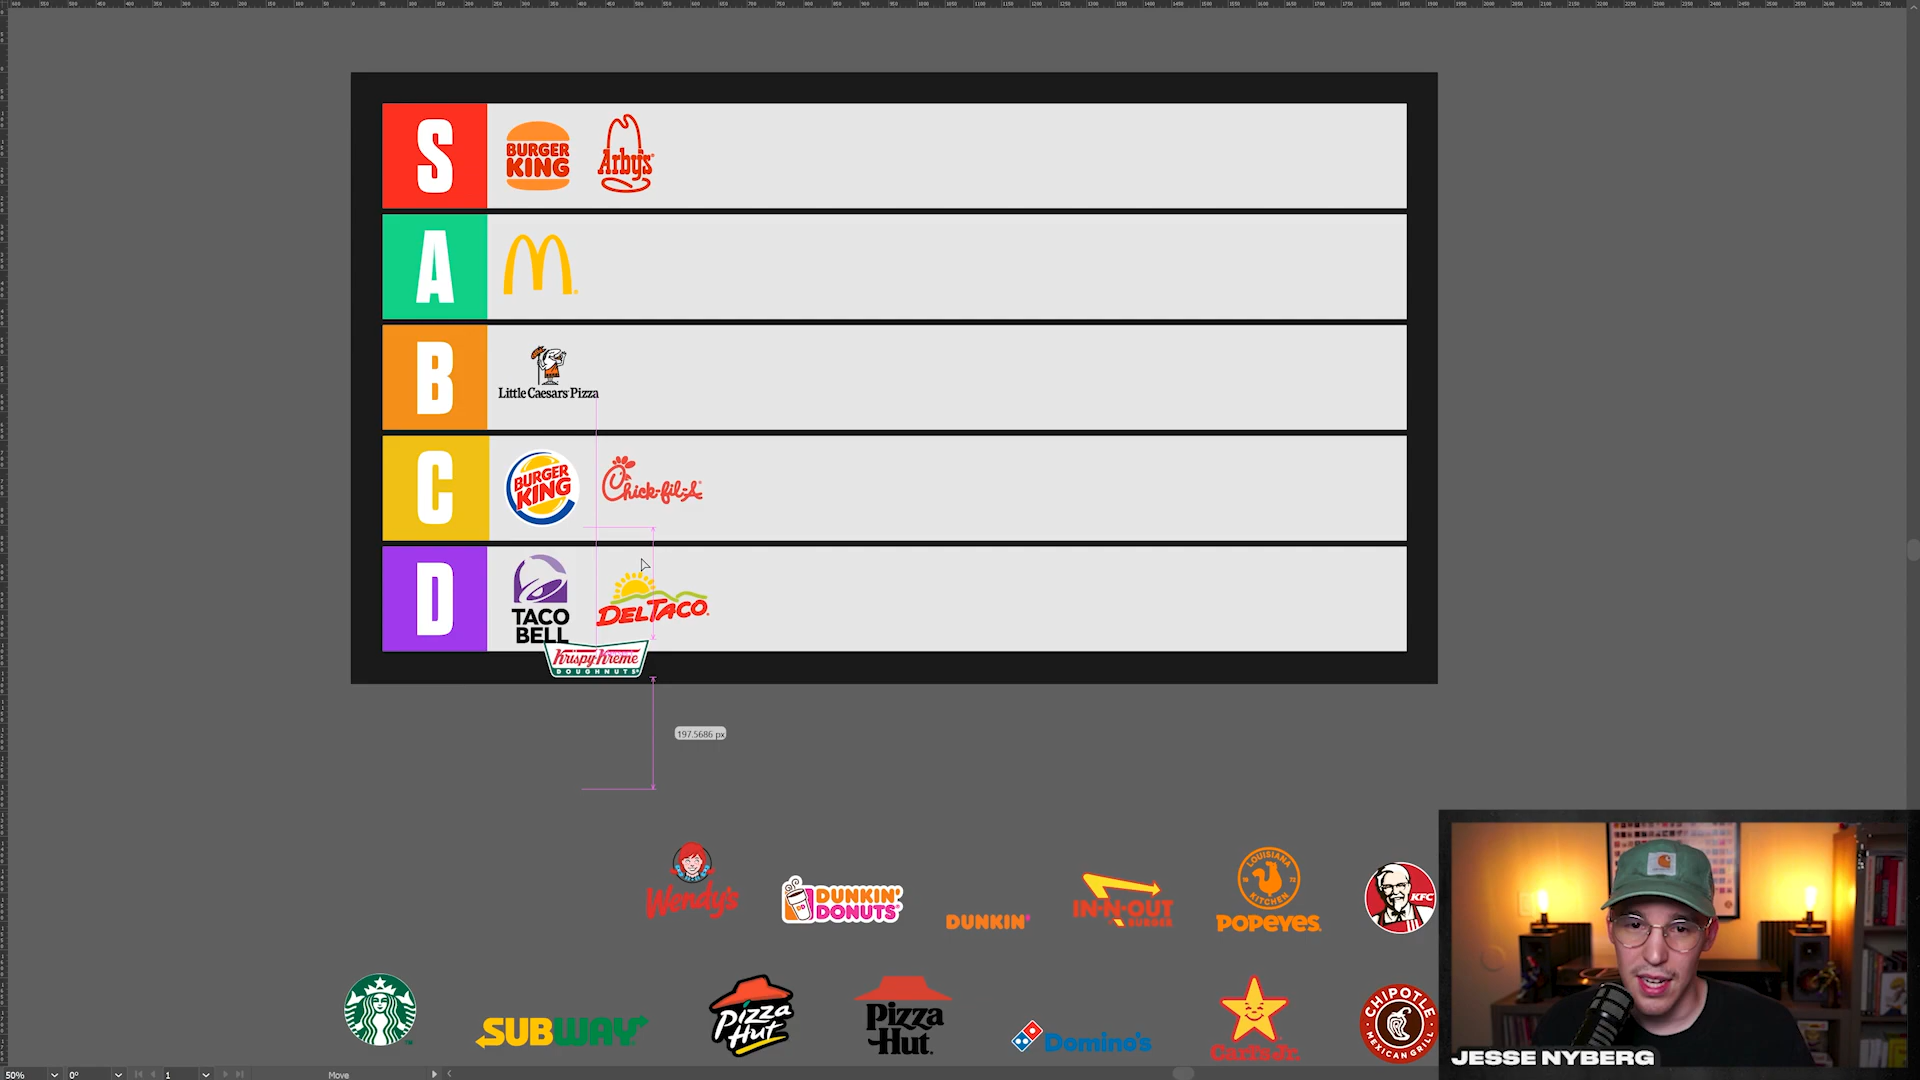 S
BURGER
KING
Arby's
A
B
Little Caesars Pizza
C
BURGER
KING
Chick-fil-A
D
TACO
BELL
DEL TACO
Krispy Kreme
DOUGHNUTS
197.5686 px
Wendy's
DUNKIN'
DONUTS
DUNKIN'
IN-N-OUT
BURGER
LOUISIANA
KITCHEN
POPEYES
KFC
SUBWAY
Pizza
Hut
Pizza
Hut
Domino's
Carl's Jr.
CHIPOTLE
MEXICAN GRILL
JESSE NYBERG
50%
0°
1
Move